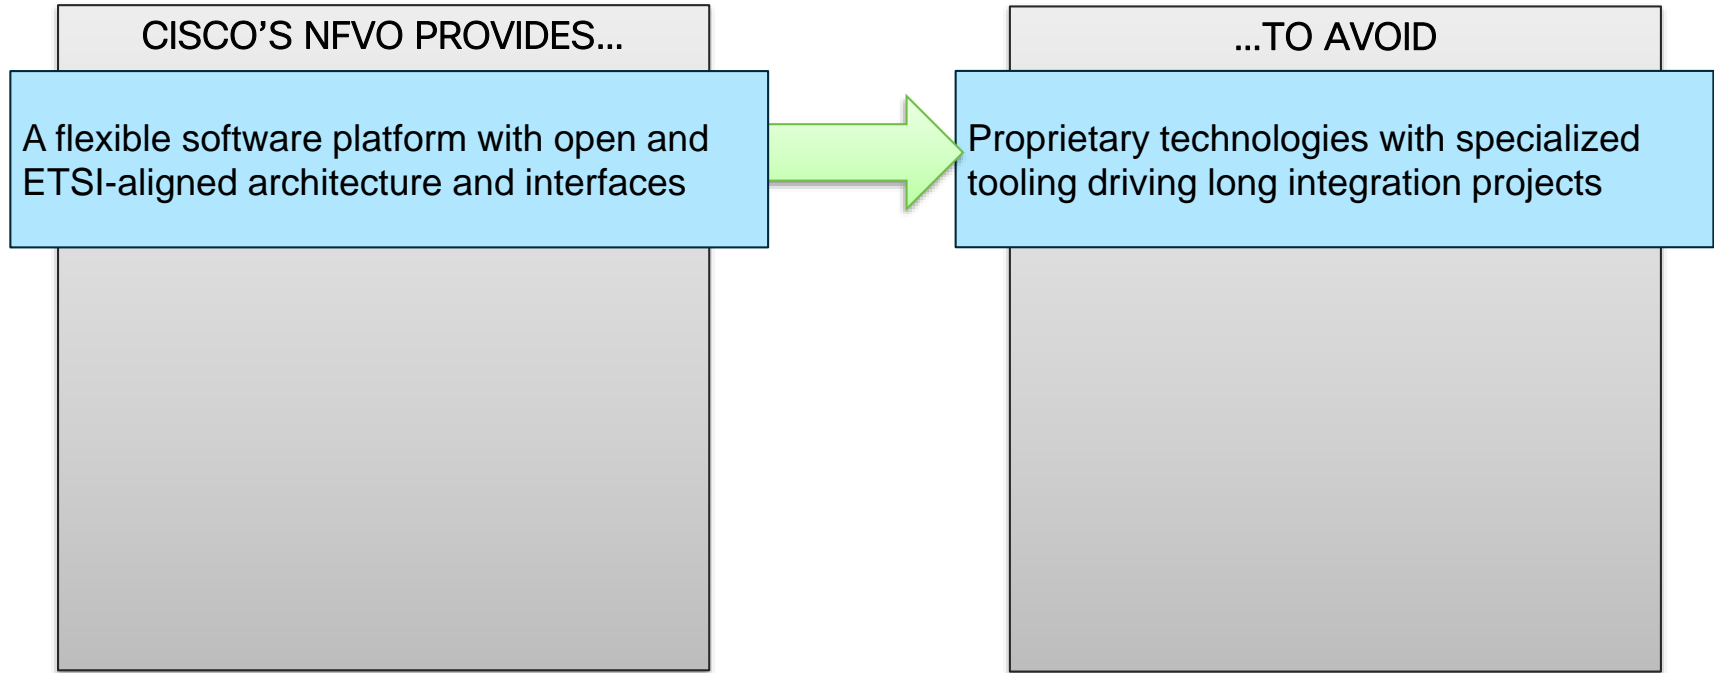 CISCO’S NFVO PROVIDES...
...TO AVOID
A flexible software platform with open and
ETSI-aligned architecture and interfaces
Proprietary technologies with specialized
tooling driving long integration projects